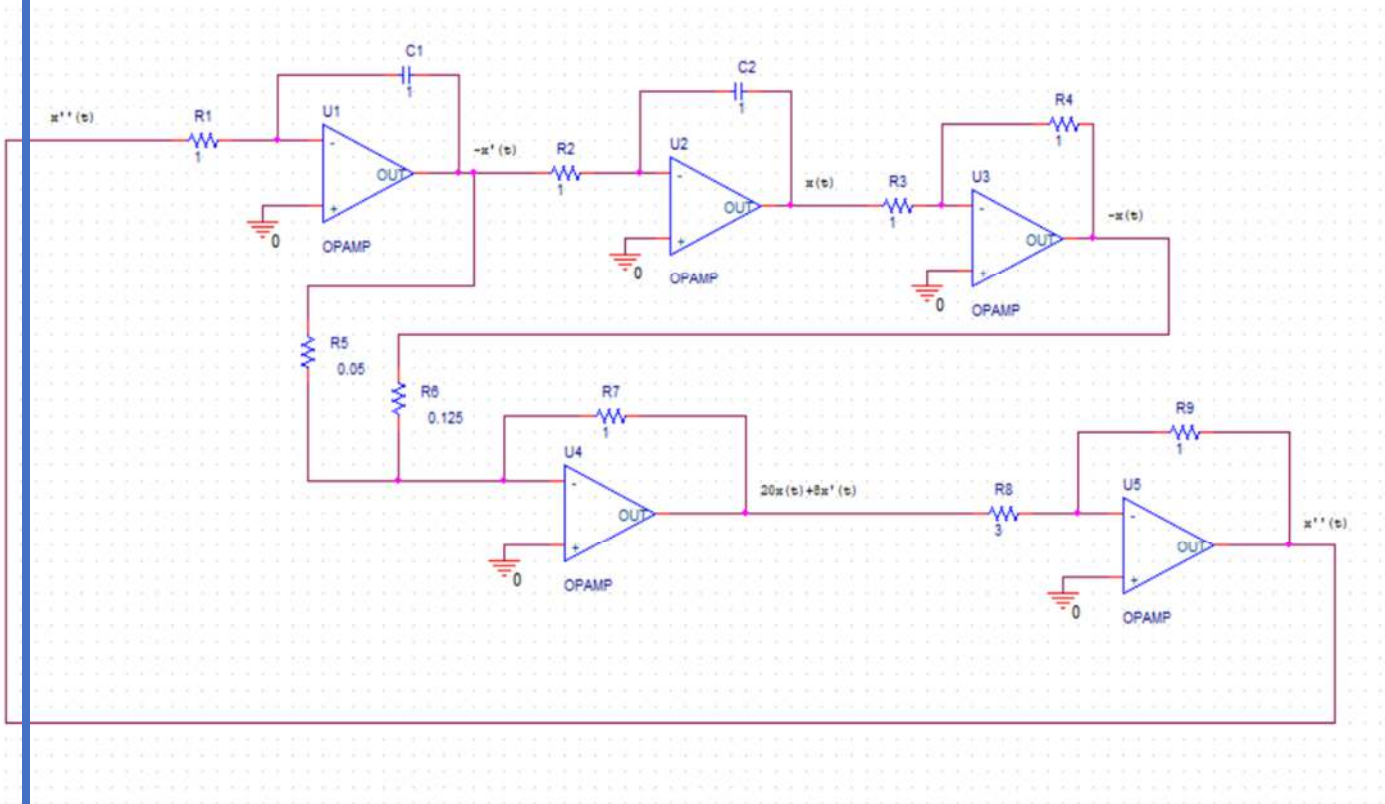 C1
1
C2
1
x''(t)
R1
1
U1
-
OUT
+
0
OPAMP
-x'(t)
R2
1
U2
-
OUT
+
0
OPAMP
x(t)
R3
1
R4
1
U3
-
OUT
+
0
OPAMP
-x(t)
R5
0.05
R6
0.125
R7
1
U4
-
OUT
+
0
OPAMP
20x(t)+8x'(t)
R8
3
R9
1
U5
-
OUT
+
0
OPAMP
x''(t)